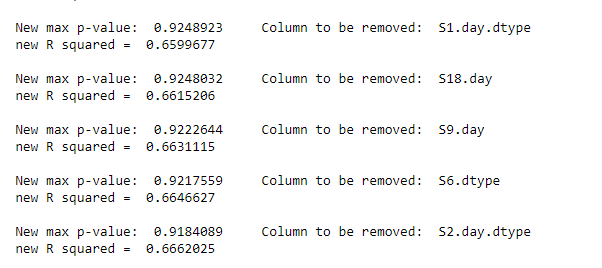 New max p-value:  0.9248923     Column to be removed:  S1.day.dtype
new R squared =  0.6599677
New max p-value:  0.9248032     Column to be removed:  S18.day
new R squared =  0.6615206
New max p-value:  0.9222644     Column to be removed:  S9.day
new R squared =  0.6631115
New max p-value:  0.9217559     Column to be removed:  S6.dtype
new R squared =  0.6646627
New max p-value:  0.9184089     Column to be removed:  S2.day.dtype
new R squared =  0.6662025